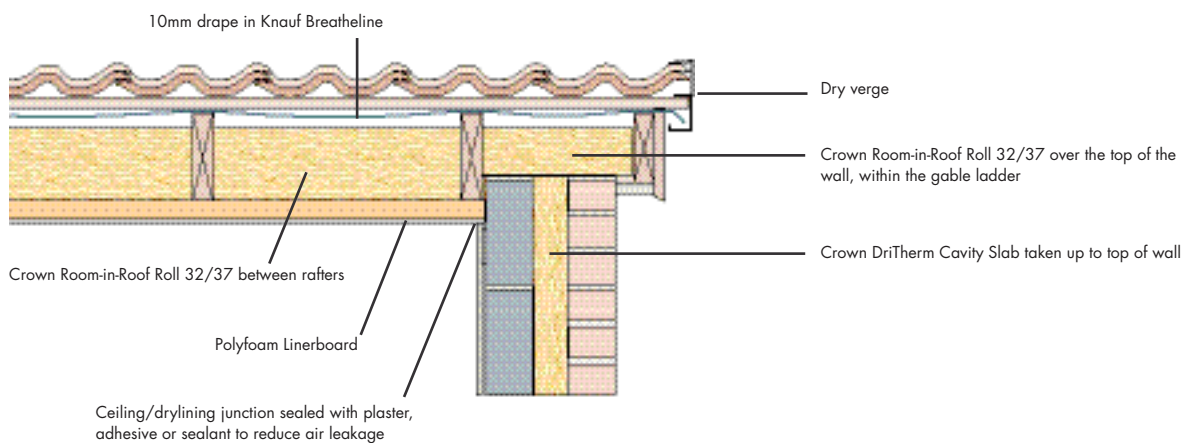 10mm drape in Knauf Breatheline
Dry verge
Crown Room-in-Roof Roll 32/37 over the top of the
wall, within the gable ladder
Crown DriTherm Cavity Slab taken up to top of wall
Crown Room-in-Roof Roll 32/37 between rafters
Polyfoam Linerboard
Ceiling/drylining junction sealed with plaster,
adhesive or sealant to reduce air leakage